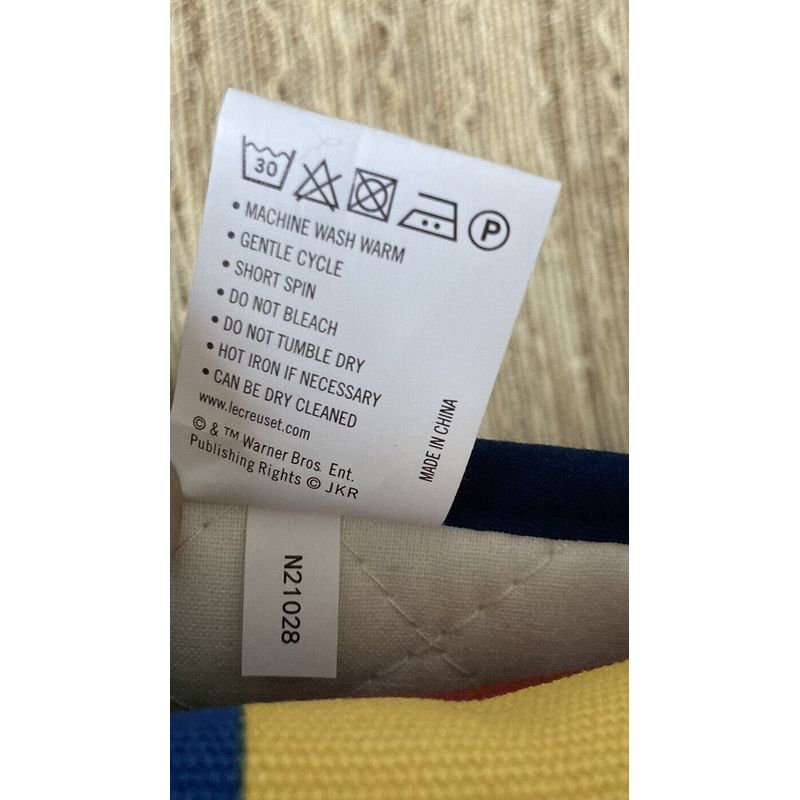 30
P
• MACHINE WASH WARM
• GENTLE CYCLE
• SHORT SPIN
• DO NOT BLEACH
• DO NOT TUMBLE DRY
• HOT IRON IF NECESSARY
• CAN BE DRY CLEANED
www.lecreuset.com
© & ™ Warner Bros. Ent.
Publishing Rights © JKR
MADE IN CHINA
N21028